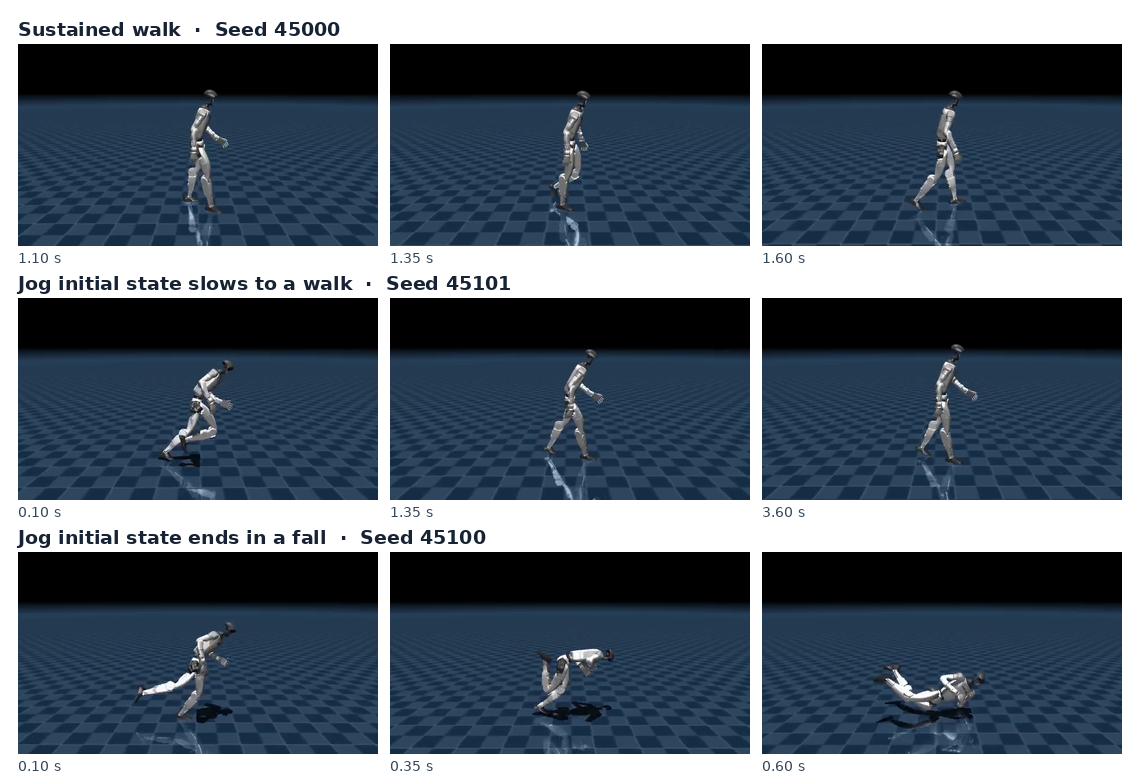 Sustained walk · Seed 45000
1.10 s
1.35 s
1.60 s
Jog initial state slows to a walk · Seed 45101
0.10 s
1.35 s
3.60 s
Jog initial state ends in a fall · Seed 45100
0.10 s
0.35 s
0.60 s